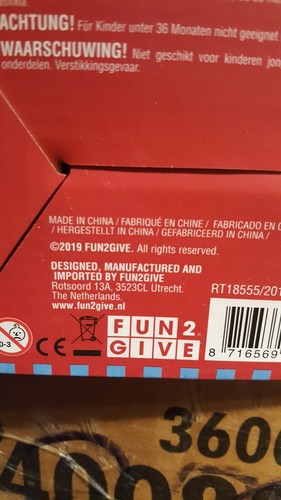 ACHTUNG! Für Kinder unter 36 Monaten nicht geeignet
WAARSCHUWING! Niet geschikt voor kinderen jon
onderdelen. Verstikkingsgevaar.
MADE IN CHINA / FABRIQUÉ EN CHINE / FABRICADO EN C
/ HERGESTELLT IN CHINA / GEFABRICEERD IN CHINA /
©2019 FUN2GIVE. All rights reserved.
DESIGNED, MANUFACTURED AND
IMPORTED BY FUN2GIVE
Rotsoord 13A, 3523CL Utrecht.
The Netherlands.
www.fun2give.nl
RT18555/201
0-3
CE
FUN2
GIVE
8 716569
360